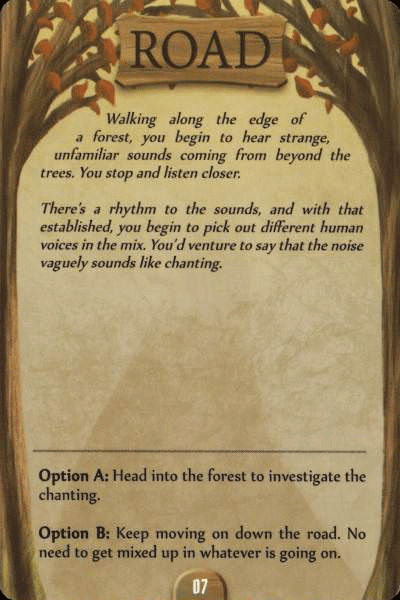 ROAD
Walking along the edge of
a forest, you begin to hear strange,
unfamiliar sounds coming from beyond the
trees. You stop and listen closer.
There's a rhythm to the sounds, and with that
established, you begin to pick out different human
voices in the mix. You'd venture to say that the noise
vaguely sounds like chanting.
Option A: Head into the forest to investigate the
chanting.
Option B: Keep moving on down the road. No
need to get mixed up in whatever is going on.
07